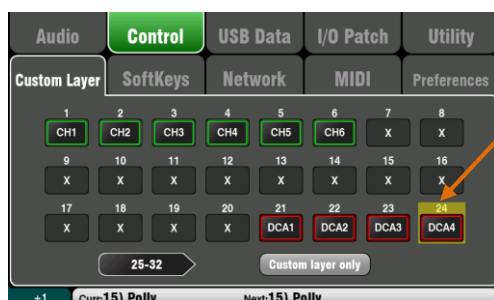 Audio Control USB Data I/O Patch Utility
Custom Layer SoftKeys Network MIDI Preferences
1 2 3 4 5 6 7 8
CH1 CH2 CH3 CH4 CH5 CH6 X X
9 10 11 12 13 14 15 16
X X X X X X X X
17 18 19 20 21 22 23 24
X X X X DCA1 DCA2 DCA3 DCA4
25-32 Custom layer only
+1 Curr:15) Polly Next:15) Polly